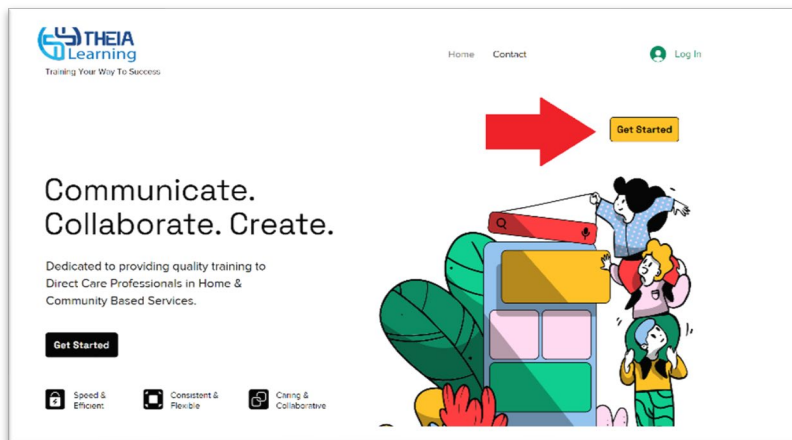 THEIA
Learning
Training Your Way To Success
Home Contact Log In
Get Started
Communicate.
Collaborate. Create.
Dedicated to providing quality training to
Direct Care Professionals in Home &
Community Based Services.
Get Started
Speed &
Efficient
Consistent &
Flexible
Caring &
Collaborative